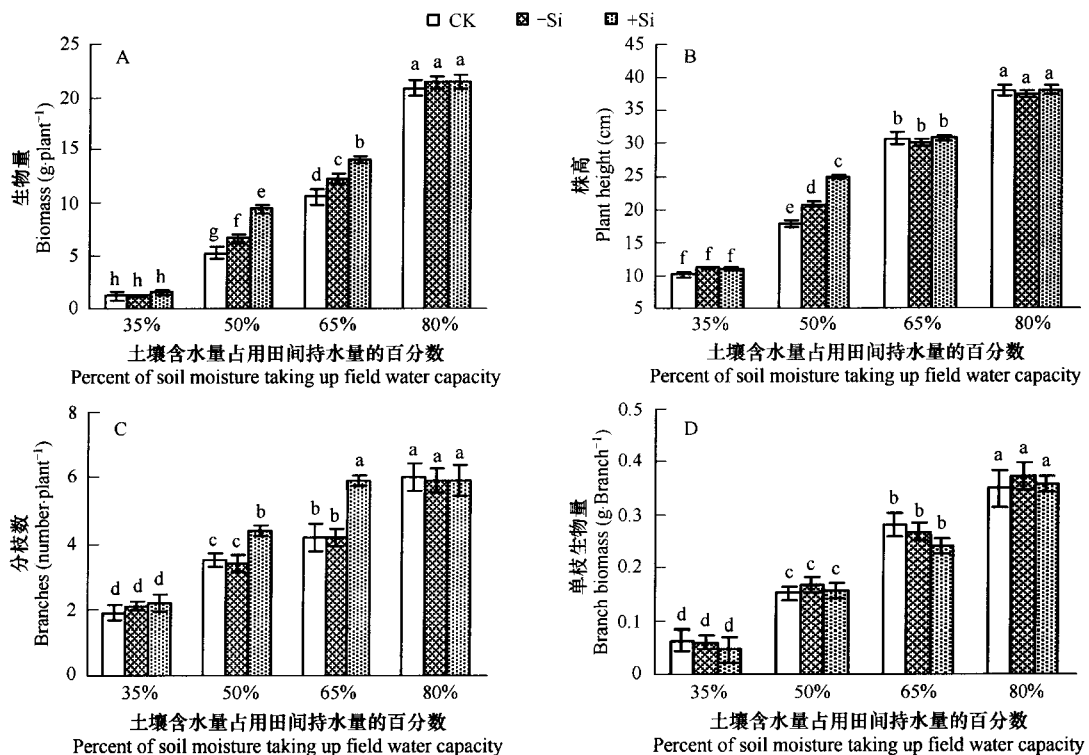 CK −Si +Si
A
生物量
Biomass (g·plant⁻¹)
25
20
15
10
5
0
h h h
g f e
d c b
a a a
35% 50% 65% 80%
土壤含水量占用田间持水量的百分数
Percent of soil moisture taking up field water capacity
B
株高
Plant height (cm)
45
40
35
30
25
20
15
10
5
f f f
e d c
b b b
a a a
35% 50% 65% 80%
土壤含水量占用田间持水量的百分数
Percent of soil moisture taking up field water capacity
C
分枝数
Branches (number·plant⁻¹)
8
6
4
2
0
d d d
c c b
b b a
a a a
35% 50% 65% 80%
土壤含水量占用田间持水量的百分数
Percent of soil moisture taking up field water capacity
D
单枝生物量
Branch biomass (g·Branch⁻¹)
0.5
0.4
0.3
0.2
0.1
0
d d d
c c c
b b b
a a a
35% 50% 65% 80%
土壤含水量占用田间持水量的百分数
Percent of soil moisture taking up field water capacity